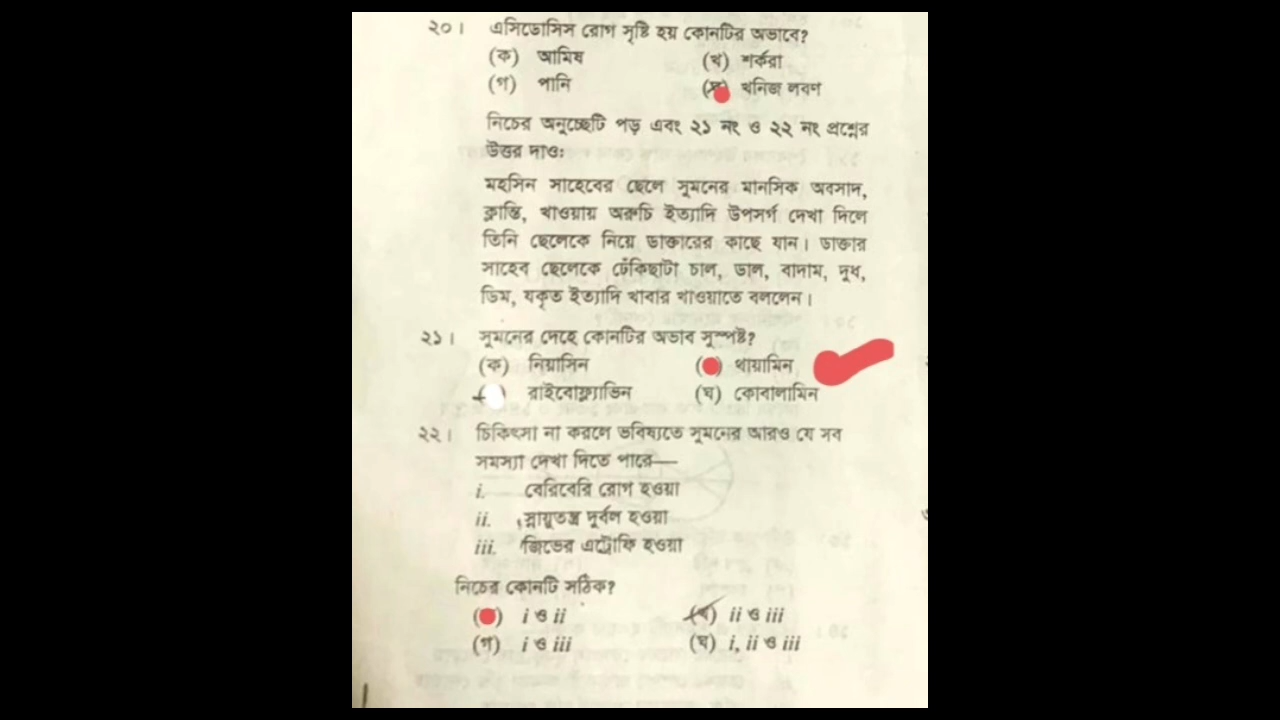 ২০। এসিডোসিস রোগ সৃষ্টি হয় কোনটির অভাবে?
(ক) আমিষ (খ) শর্করা
(গ) পানি (ঘ) খনিজ লবণ
নিচের অনুচ্ছেটি পড় এবং ২১ নং ও ২২ নং প্রশ্নের
উত্তর দাও:
মহসিন সাহেবের ছেলে সুমনের মানসিক অবসাদ,
ক্লান্তি, খাওয়ায় অরুচি ইত্যাদি উপসর্গ দেখা দিলে
তিনি ছেলেকে নিয়ে ডাক্তারের কাছে যান। ডাক্তার
সাহেব ছেলেকে ঢেঁকিছাটা চাল, ডাল, বাদাম, দুধ,
ডিম, যকৃত ইত্যাদি খাবার খাওয়াতে বললেন।
২১। সুমনের দেহে কোনটির অভাব সুস্পষ্ট?
(ক) নিয়াসিন ( ) থায়ামিন
( ) রাইবোফ্ল্যাভিন (ঘ) কোবালামিন
২২। চিকিৎসা না করলে ভবিষ্যতে সুমনের আরও যে সব
সমস্যা দেখা দিতে পারে—
i. বেরিবেরি রোগ হওয়া
ii. স্নায়ুতন্ত্র দুর্বল হওয়া
iii. জিভের এট্রোফি হওয়া
নিচের কোনটি সঠিক?
( ) i ও ii (খ) ii ও iii
(গ) i ও iii (ঘ) i, ii ও iii